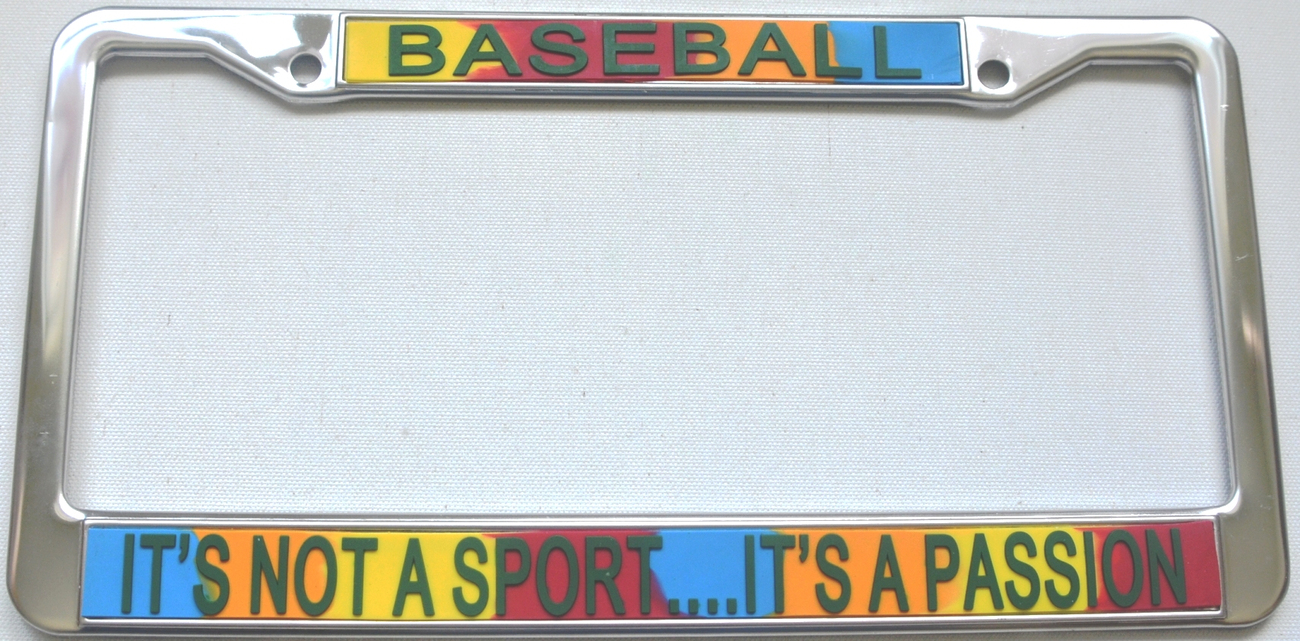 BASEBALL
IT'S NOT A SPORT....IT'S A PASSION